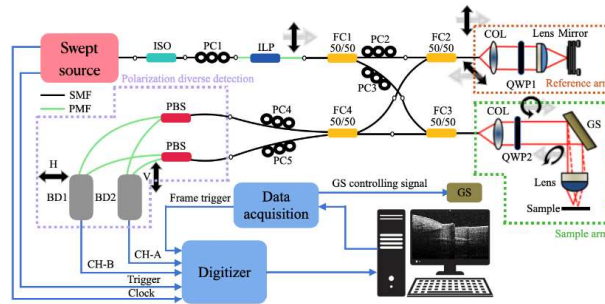 Swept
source
ISO
PC1
ILP
FC1
50/50
PC2
FC2
50/50
COL
Lens
Mirror
QWP1
Reference arm
Polarization diverse detection
PC3
SMF
PMF
PBS
PC4
FC4
50/50
FC3
50/50
COL
GS
QWP2
PBS
PC5
H
V
Lens
BD1
BD2
Frame trigger
Data
acquisition
GS controlling signal
GS
Sample
Sample arm
CH-A
CH-B
Digitizer
Trigger
Clock